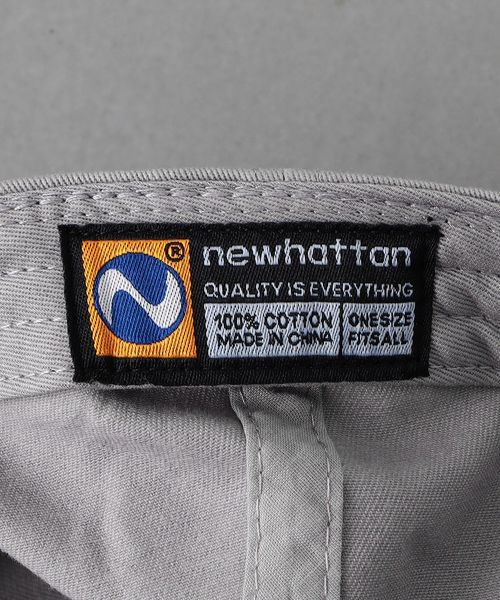 ®
newhattan
QUALITY IS EVERYTHING
100% COTTON
MADE IN CHINA
ONE SIZE
FITS ALL